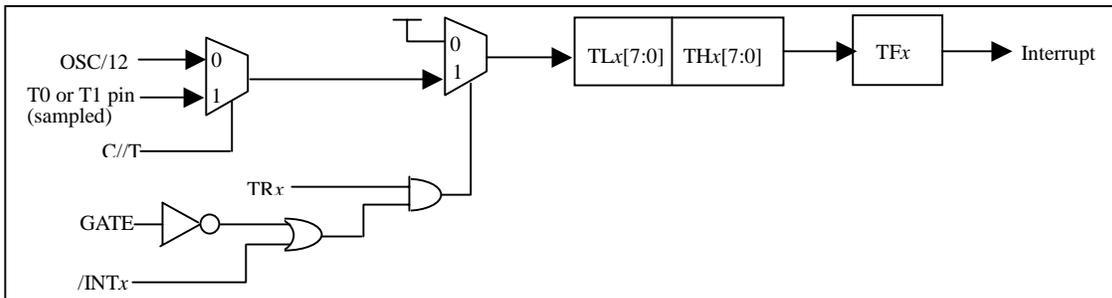 OSC/12
0
1
T0 or T1 pin
(sampled)
C//T
0
1
TLx[7:0]
THx[7:0]
TFx
Interrupt
TRx
GATE
/INTx